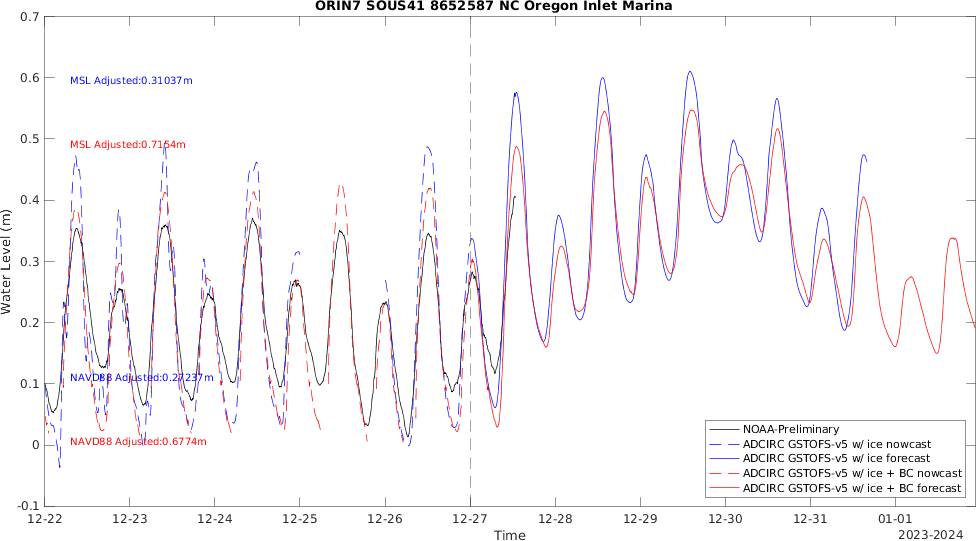 ORIN7 SOUS41 8652587 NC Oregon Inlet Marina
0.7
0.6
0.5
0.4
0.3
0.2
0.1
0
-0.1
Water Level (m)
MSL Adjusted:0.31037m
MSL Adjusted:0.7154m
NAVD88 Adjusted:0.27237m
NAVD88 Adjusted:0.6774m
NOAA-Preliminary
ADCIRC GSTOFS-v5 w/ ice nowcast
ADCIRC GSTOFS-v5 w/ ice forecast
ADCIRC GSTOFS-v5 w/ ice + BC nowcast
ADCIRC GSTOFS-v5 w/ ice + BC forecast
12-22 12-23 12-24 12-25 12-26 12-27 12-28 12-29 12-30 12-31 01-01
Time
2023-2024